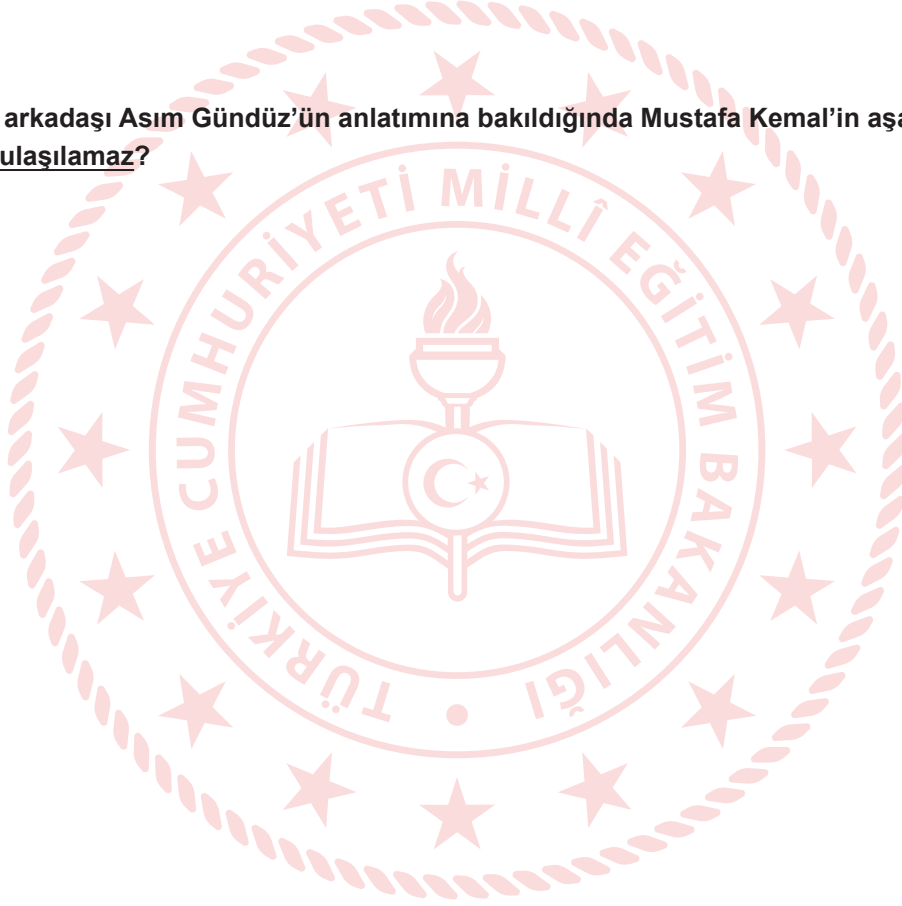 arkadaşı Asım Gündüz’ün anlatımına bakıldığında Mustafa Kemal’in aşa
ulaşılamaz?
TÜRKİYE CUMHURİYETİ MİLLÎ EĞİTİM BAKANLIĞI